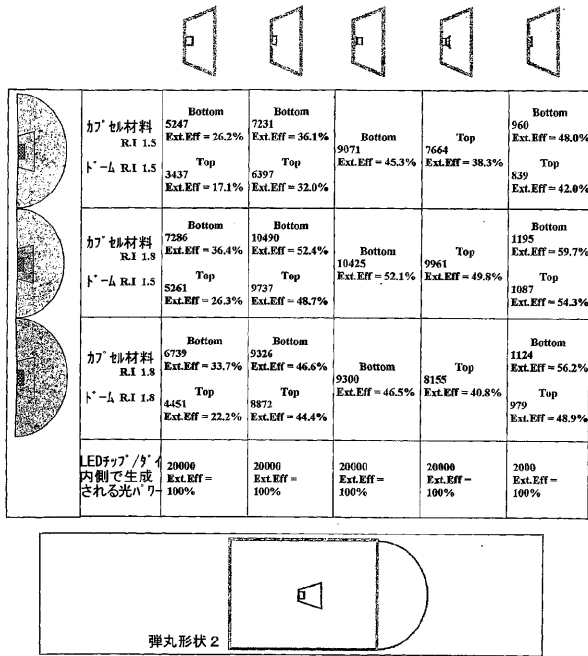 カプセル材料
R.I 1.5
ドーム R.I 1.5
Bottom
5247
Ext.Eff = 26.2%
Top
3437
Ext.Eff = 17.1%
Bottom
7231
Ext.Eff = 36.1%
Top
6397
Ext.Eff = 32.0%
Bottom
9071
Ext.Eff = 45.3%
Top
7664
Ext.Eff = 38.3%
Bottom
960
Ext.Eff = 48.0%
Top
839
Ext.Eff = 42.0%
カプセル材料
R.I 1.8
ドーム R.I 1.5
Bottom
7286
Ext.Eff = 36.4%
Top
5261
Ext.Eff = 26.3%
Bottom
10490
Ext.Eff = 52.4%
Top
9737
Ext.Eff = 48.7%
Bottom
10425
Ext.Eff = 52.1%
Top
9961
Ext.Eff = 49.8%
Bottom
1195
Ext.Eff = 59.7%
Top
1087
Ext.Eff = 54.3%
カプセル材料
R.I 1.8
ドーム R.I 1.8
Bottom
6739
Ext.Eff = 33.7%
Top
4451
Ext.Eff = 22.2%
Bottom
9326
Ext.Eff = 46.6%
Top
8872
Ext.Eff = 44.4%
Bottom
9300
Ext.Eff = 46.5%
Top
8155
Ext.Eff = 40.8%
Bottom
1124
Ext.Eff = 56.2%
Top
979
Ext.Eff = 48.9%
LEDチップ/ダイ
内側で生成
される光パワー
20000
Ext.Eff =
100%
20000
Ext.Eff =
100%
20000
Ext.Eff =
100%
20000
Ext.Eff =
100%
2000
Ext.Eff =
100%
弾丸形状 2